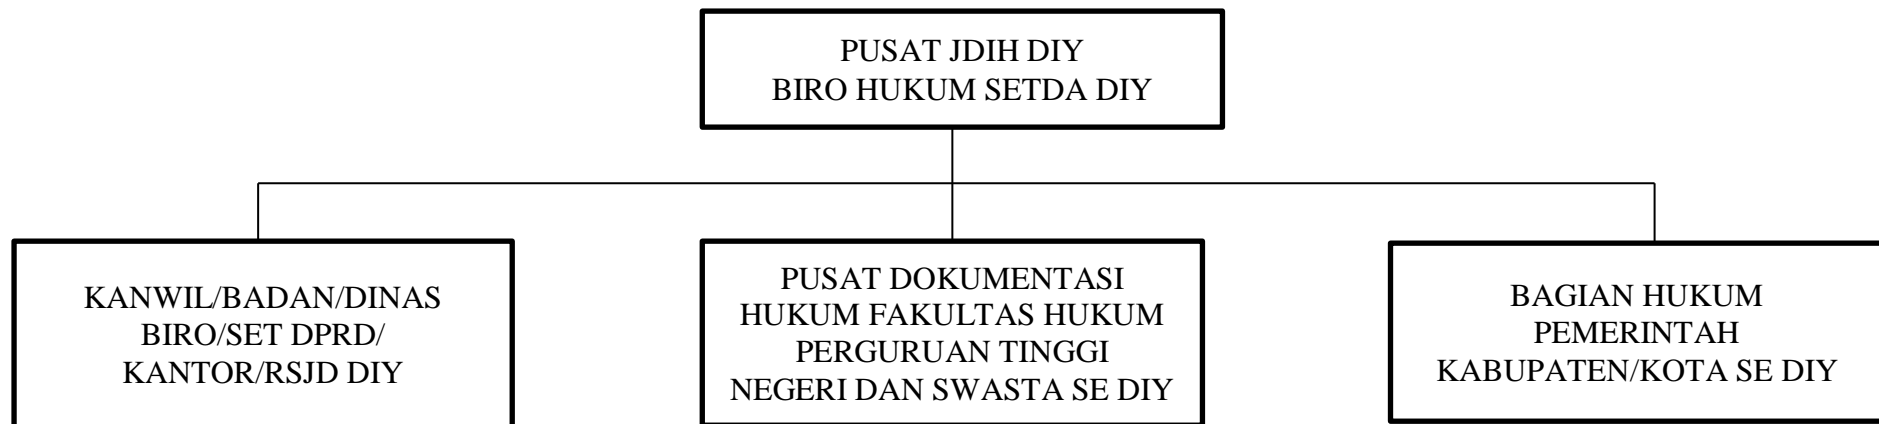 PUSAT JDIH DIY
BIRO HUKUM SETDA DIY
KANWIL/BADAN/DINAS
BIRO/SET DPRD/
KANTOR/RSJD DIY
PUSAT DOKUMENTASI
HUKUM FAKULTAS HUKUM
PERGURUAN TINGGI
NEGERI DAN SWASTA SE DIY
BAGIAN HUKUM
PEMERINTAH
KABUPATEN/KOTA SE DIY